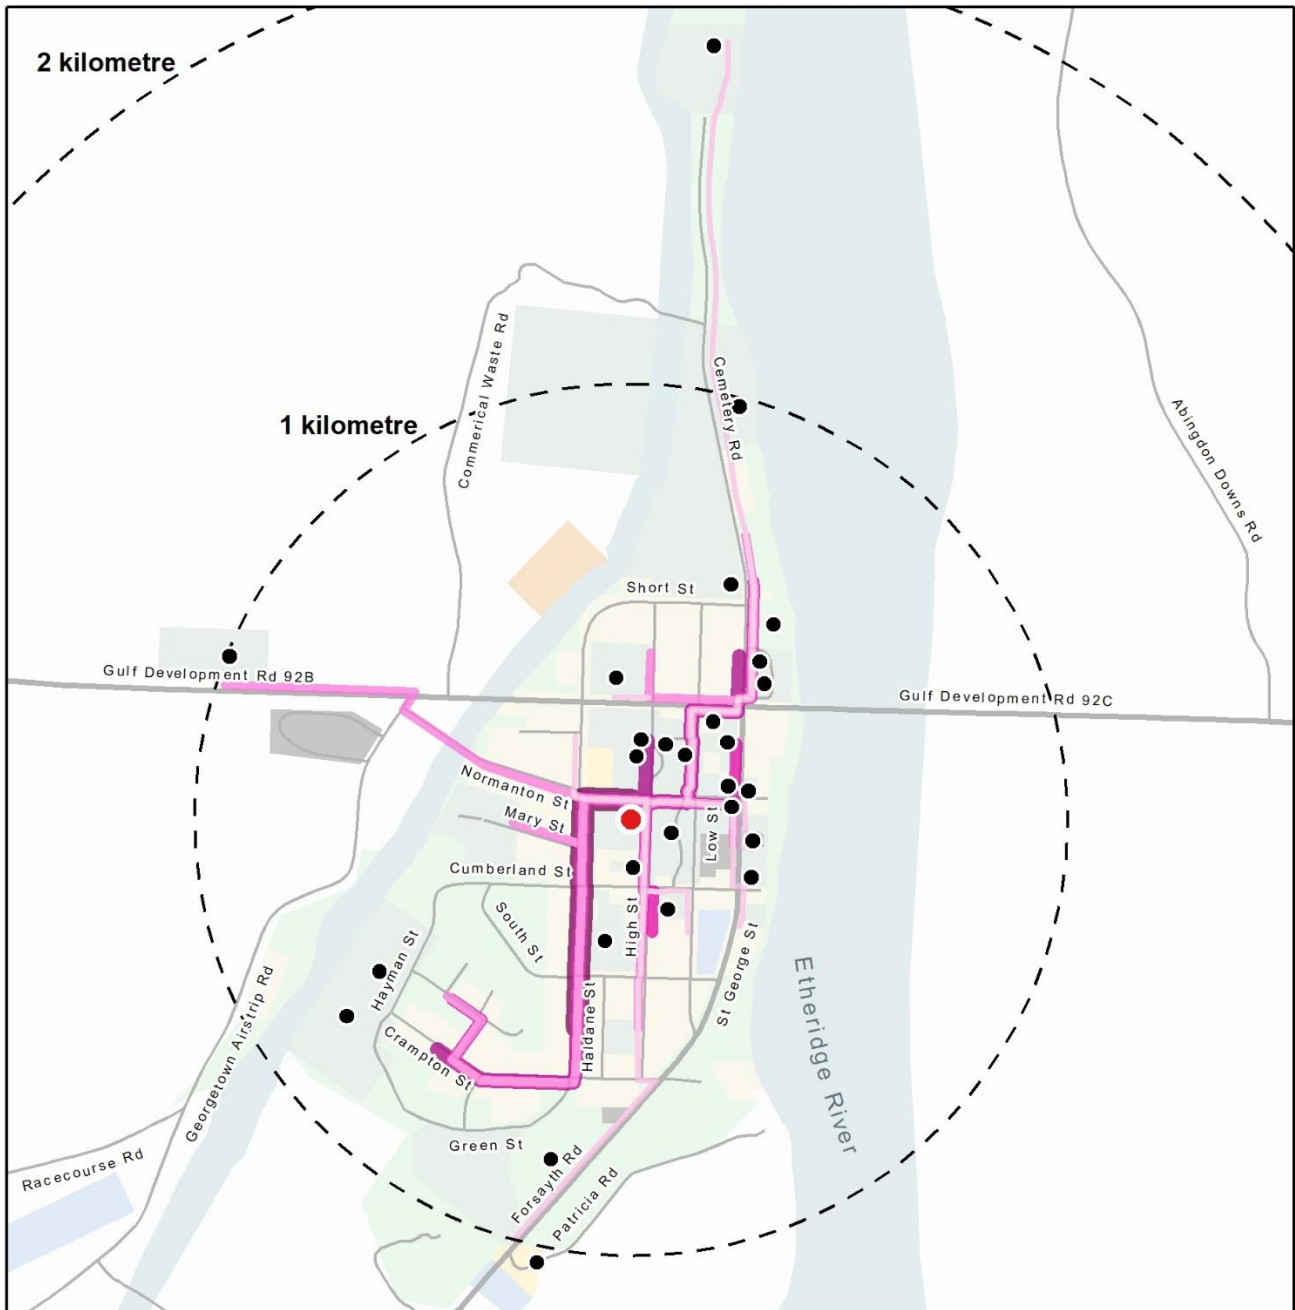 2 kilometre
1 kilometre
Commerical Waste Rd
Cemetery Rd
Abingdon Downs Rd
Short St
Gulf Development Rd 92B
Gulf Development Rd 92C
Normanton St
Mary St
Low St
Cumberland St
South St
High St
Hayman St
St George St
Haldane St
Etheridge River
Georgetown Airstrip Rd
Crampton St
Green St
Racecourse Rd
Forsayth Rd
Patricia Rd